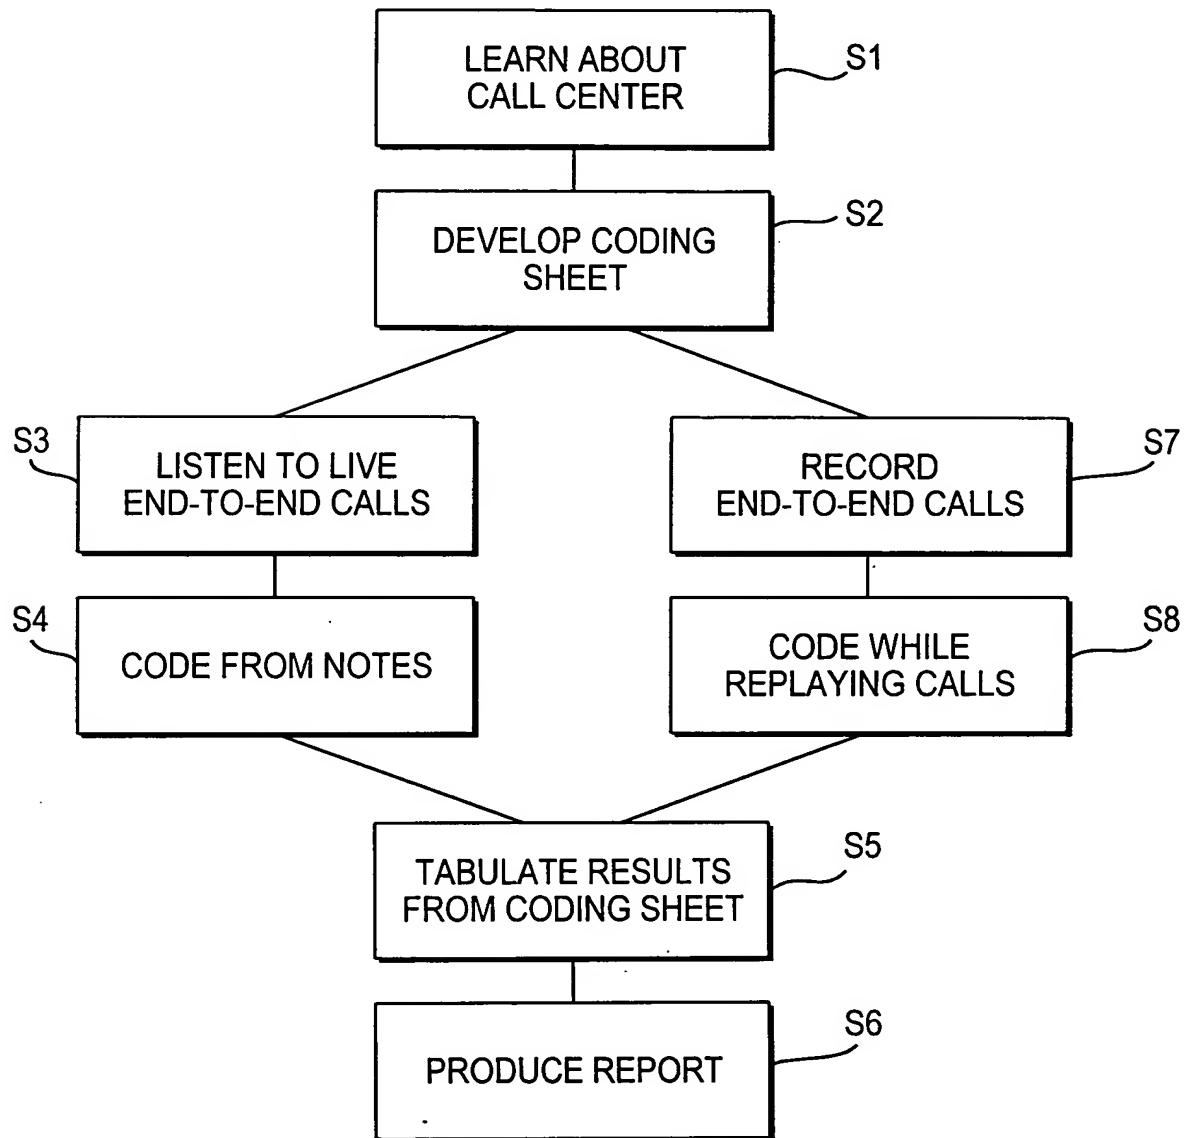 LEARN ABOUT
CALL CENTER
S1
DEVELOP CODING
SHEET
S2
S3
LISTEN TO LIVE
END-TO-END CALLS
RECORD
END-TO-END CALLS
S7
S4
CODE FROM NOTES
CODE WHILE
REPLAYING CALLS
S8
TABULATE RESULTS
FROM CODING SHEET
S5
PRODUCE REPORT
S6